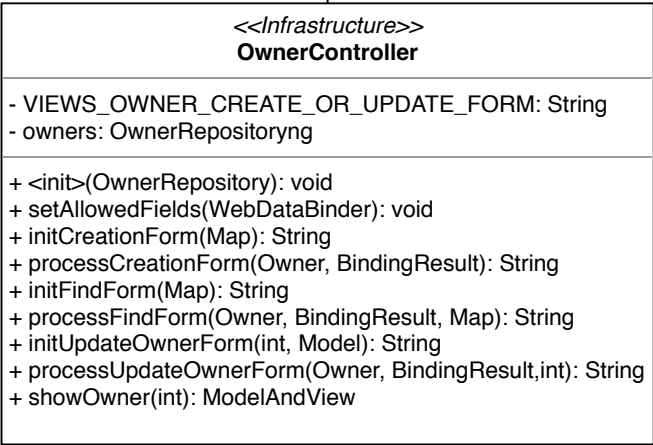 <<Infrastructure>>
OwnerController
- VIEWS_OWNER_CREATE_OR_UPDATE_FORM: String
- owners: OwnerRepositoryng
+ <init>(OwnerRepository): void
+ setAllowedFields(WebDataBinder): void
+ initCreationForm(Map): String
+ processCreationForm(Owner, BindingResult): String
+ initFindForm(Map): String
+ processFindForm(Owner, BindingResult, Map): String
+ initUpdateOwnerForm(int, Model): String
+ processUpdateOwnerForm(Owner, BindingResult,int): String
+ showOwner(int): ModelAndView